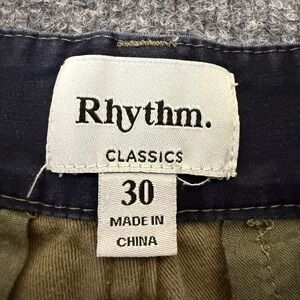 Rhythm.
CLASSICS
30
MADE IN
CHINA